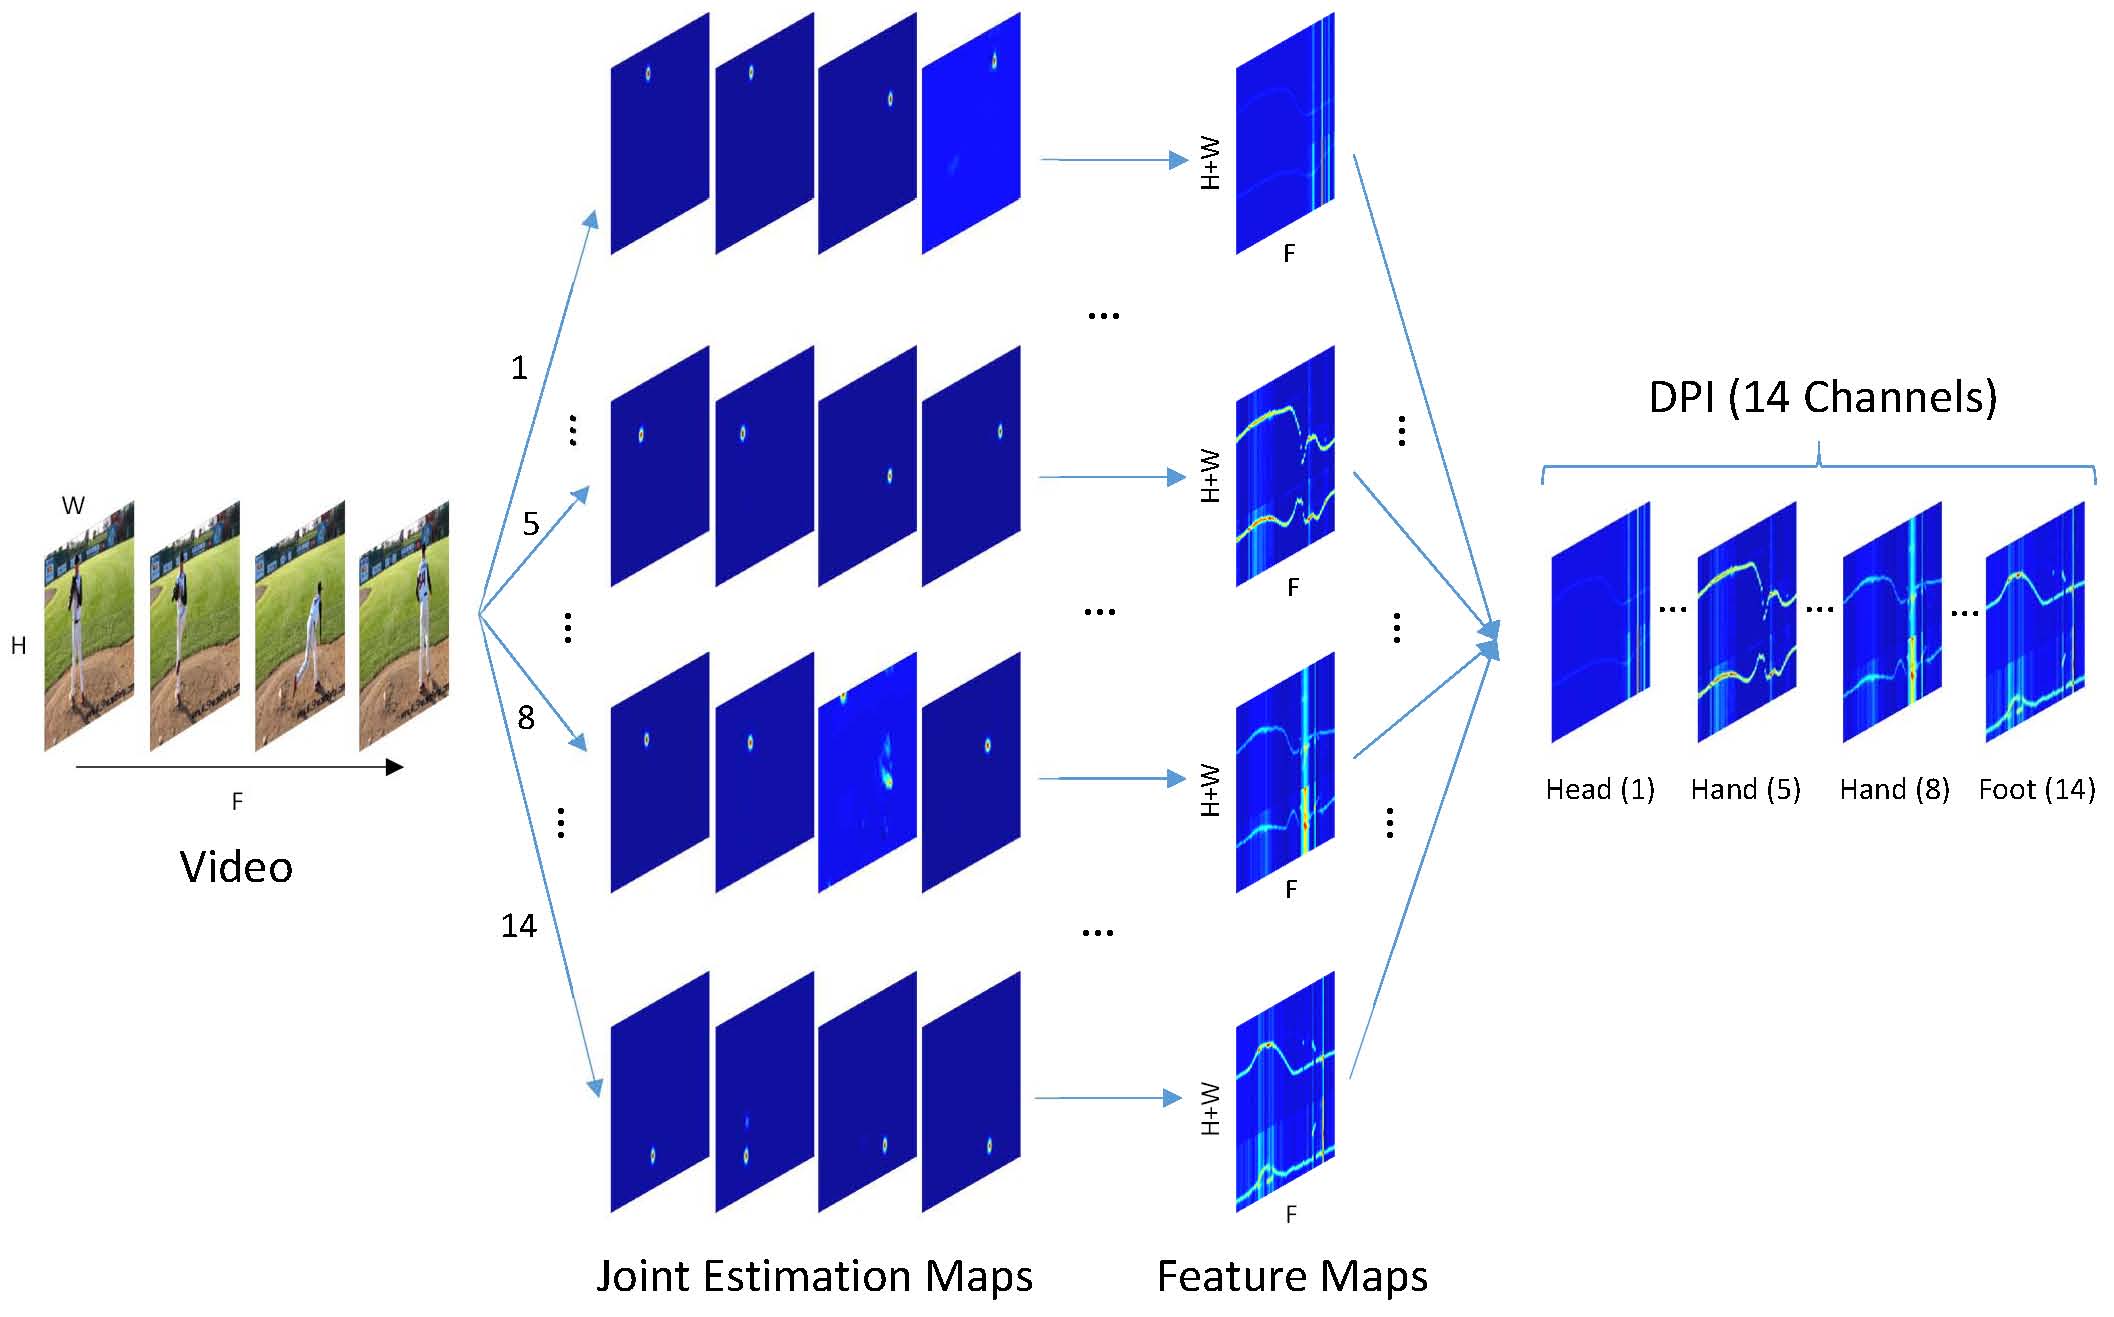 W
H
F
Video
1
...
5
...
8
...
14
...
...
...
H+W
F
H+W
F
H+W
F
H+W
F
...
...
...
Joint Estimation Maps
Feature Maps
DPI (14 Channels)
... ... ...
Head (1) Hand (5) Hand (8) Foot (14)